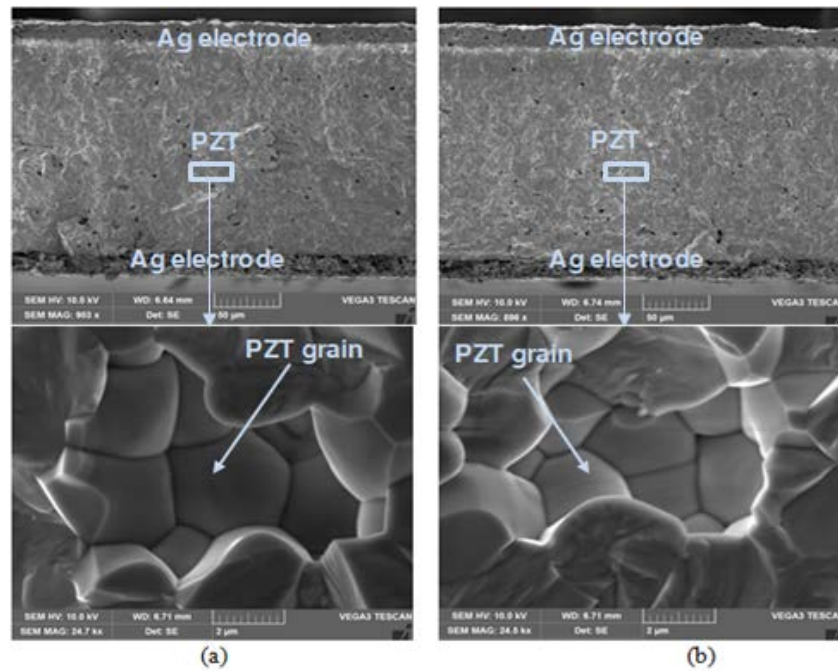 Ag electrode
PZT
Ag electrode
SEM HV: 10.0 kV WD: 6.64 mm VEGA3 TESCAN
SEM MAG: 903 x Det: SE 50 µm
PZT grain
SEM HV: 10.0 kV WD: 6.71 mm VEGA3 TESCAN
SEM MAG: 24.7 kx Det: SE 2 µm
(a)
Ag electrode
PZT
Ag electrode
SEM HV: 10.0 kV WD: 6.74 mm VEGA3 TESCAN
SEM MAG: 896 x Det: SE 50 µm
PZT grain
SEM HV: 10.0 kV WD: 6.71 mm VEGA3 TESCAN
SEM MAG: 24.5 kx Det: SE 2 µm
(b)